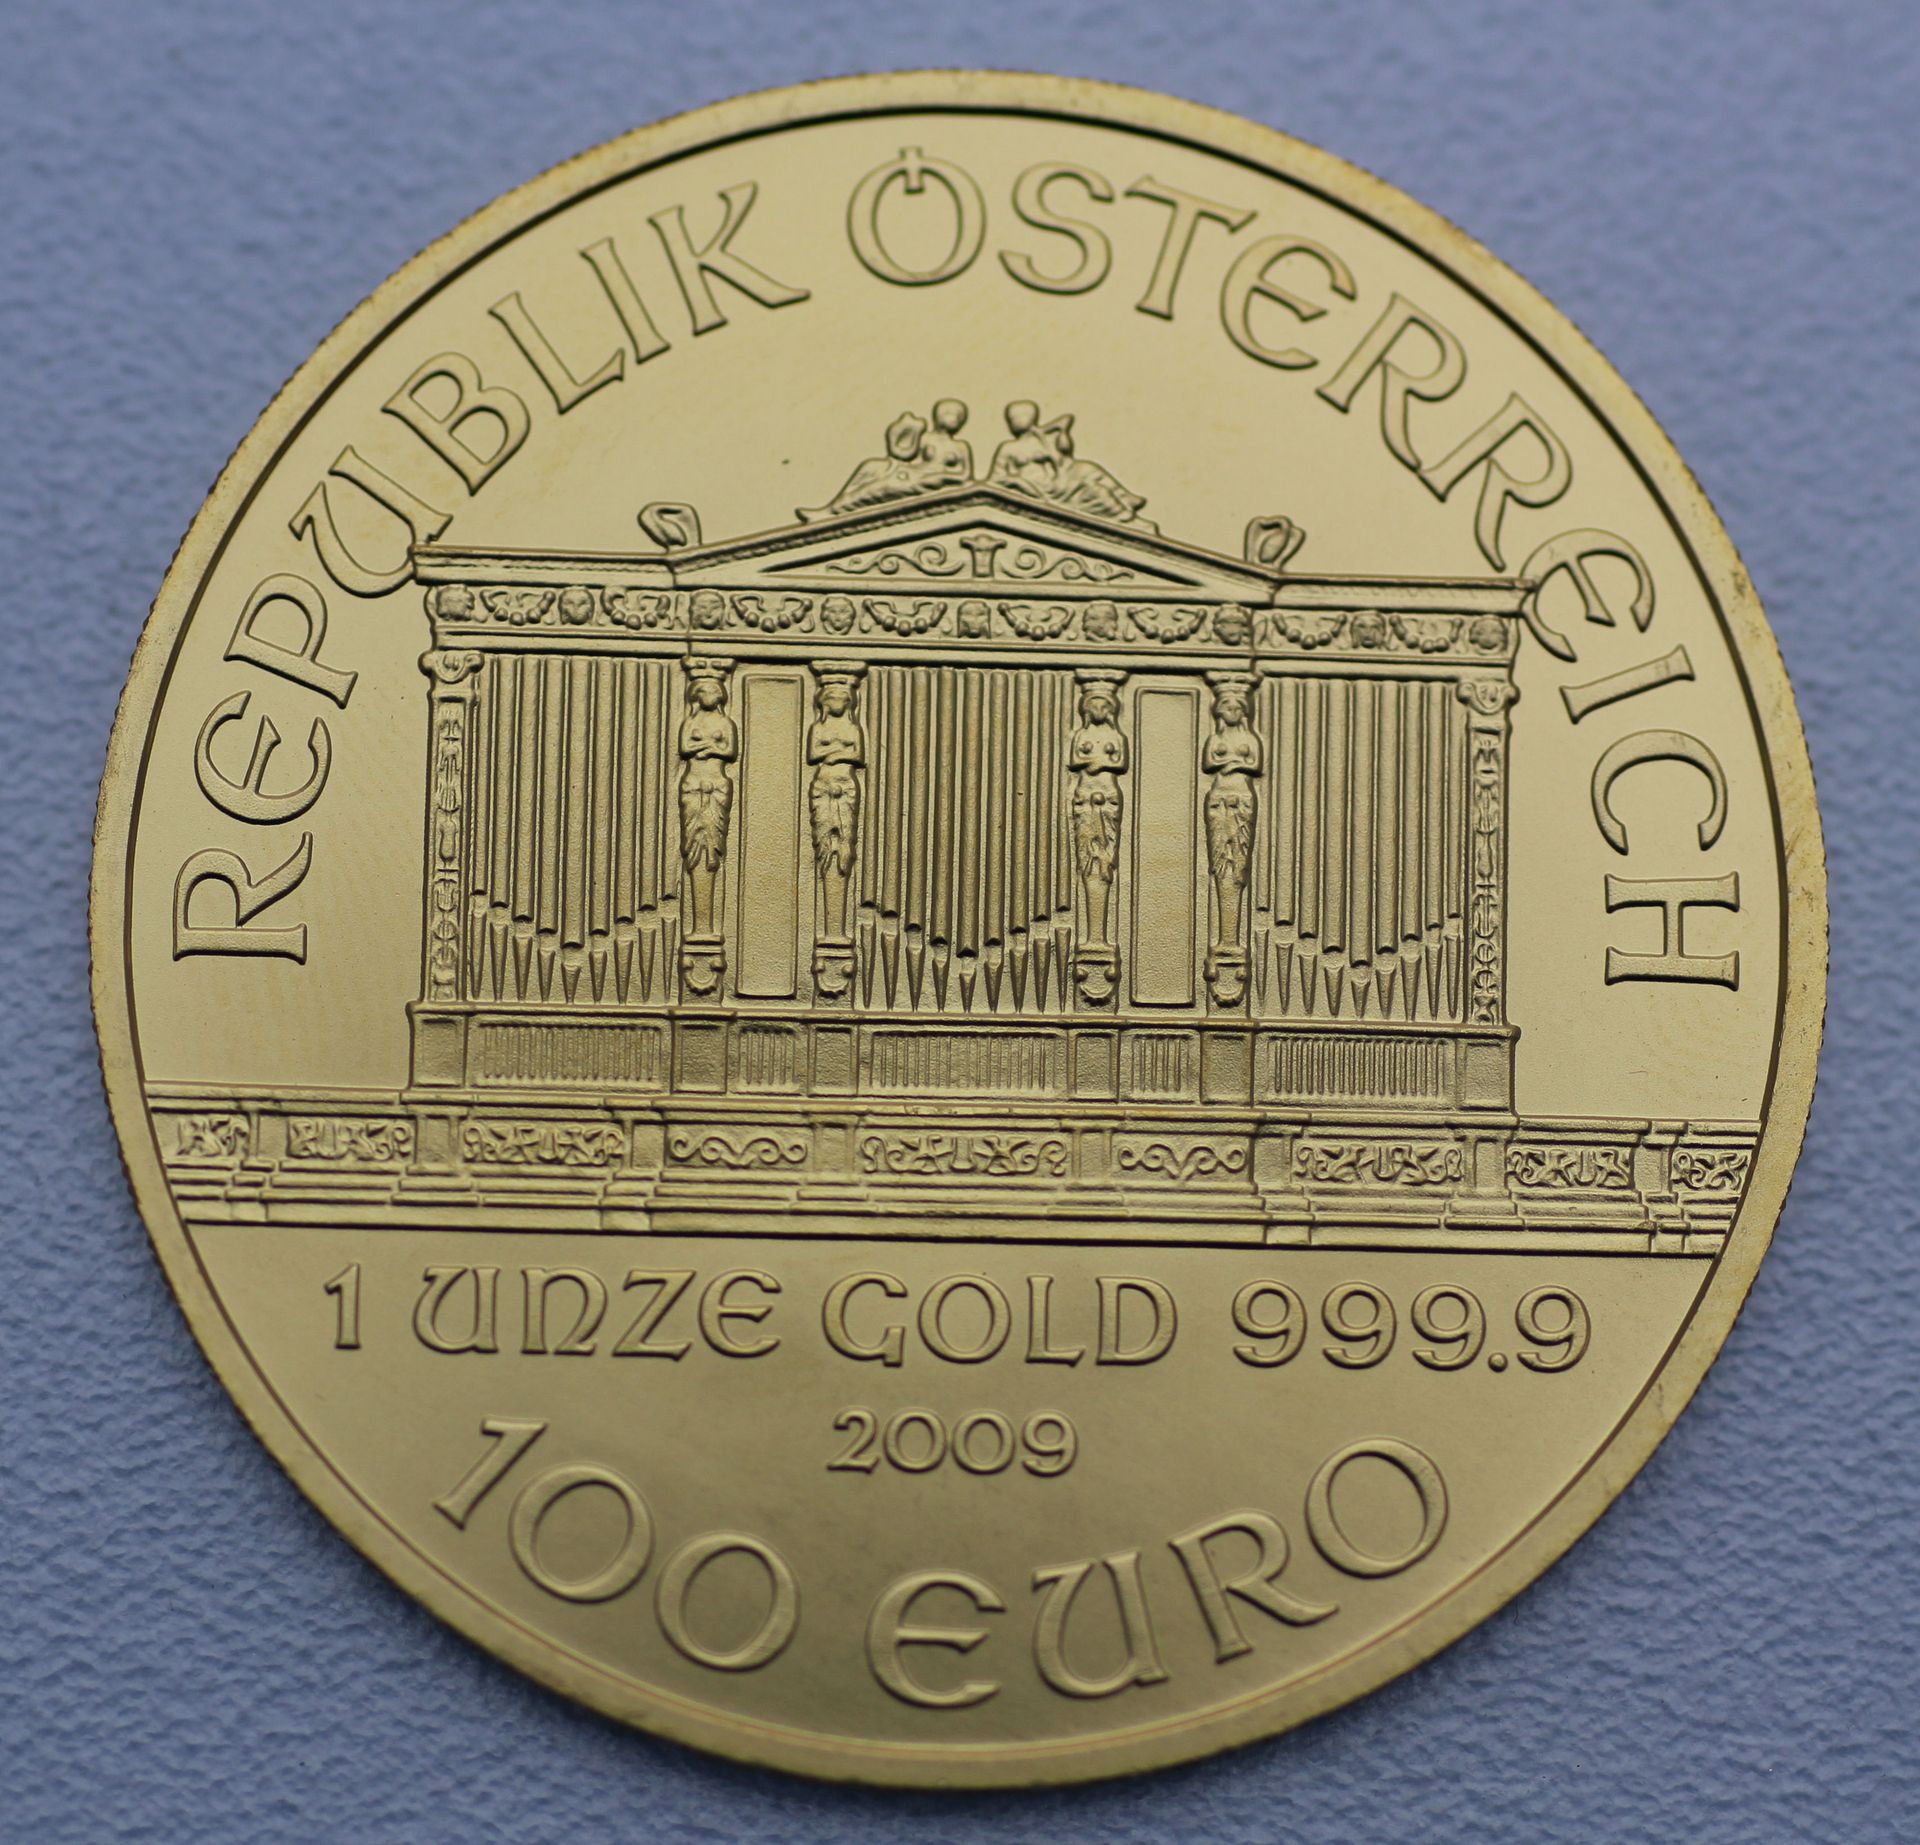 REPUBLIK ÖSTERREICH
1 UNZE GOLD 999.9
2009
100 EURO